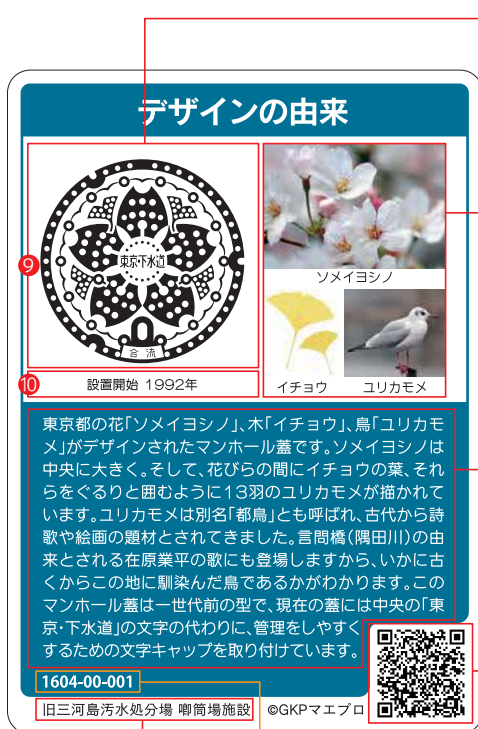 デザインの由来
9
東京・下水道
合流
ソメイヨシノ
10
設置開始 1992年
イチョウ
ユリカモメ
東京都の花「ソメイヨシノ」、木「イチョウ」、鳥「ユリカモ
メ」がデザインされたマンホール蓋です。ソメイヨシノは
中央に大きく。そして、花びらの間にイチョウの葉、それ
らをぐるりと囲むように13羽のユリカモメが描かれて
います。ユリカモメは別名「都鳥」とも呼ばれ、古代から詩
歌や絵画の題材とされてきました。言問橋(隅田川)の由
来とされる在原業平の歌にも登場しますから、いかに古
くからこの地に馴染んだ鳥であるかがわかります。この
マンホール蓋は一世代前の型で、現在の蓋には中央の「東
京・下水道」の文字の代わりに、管理をしやすく
するための文字キャップを取り付けています。
1604-00-001
旧三河島汚水処分場 喞筒場施設
©GKPマエプロ